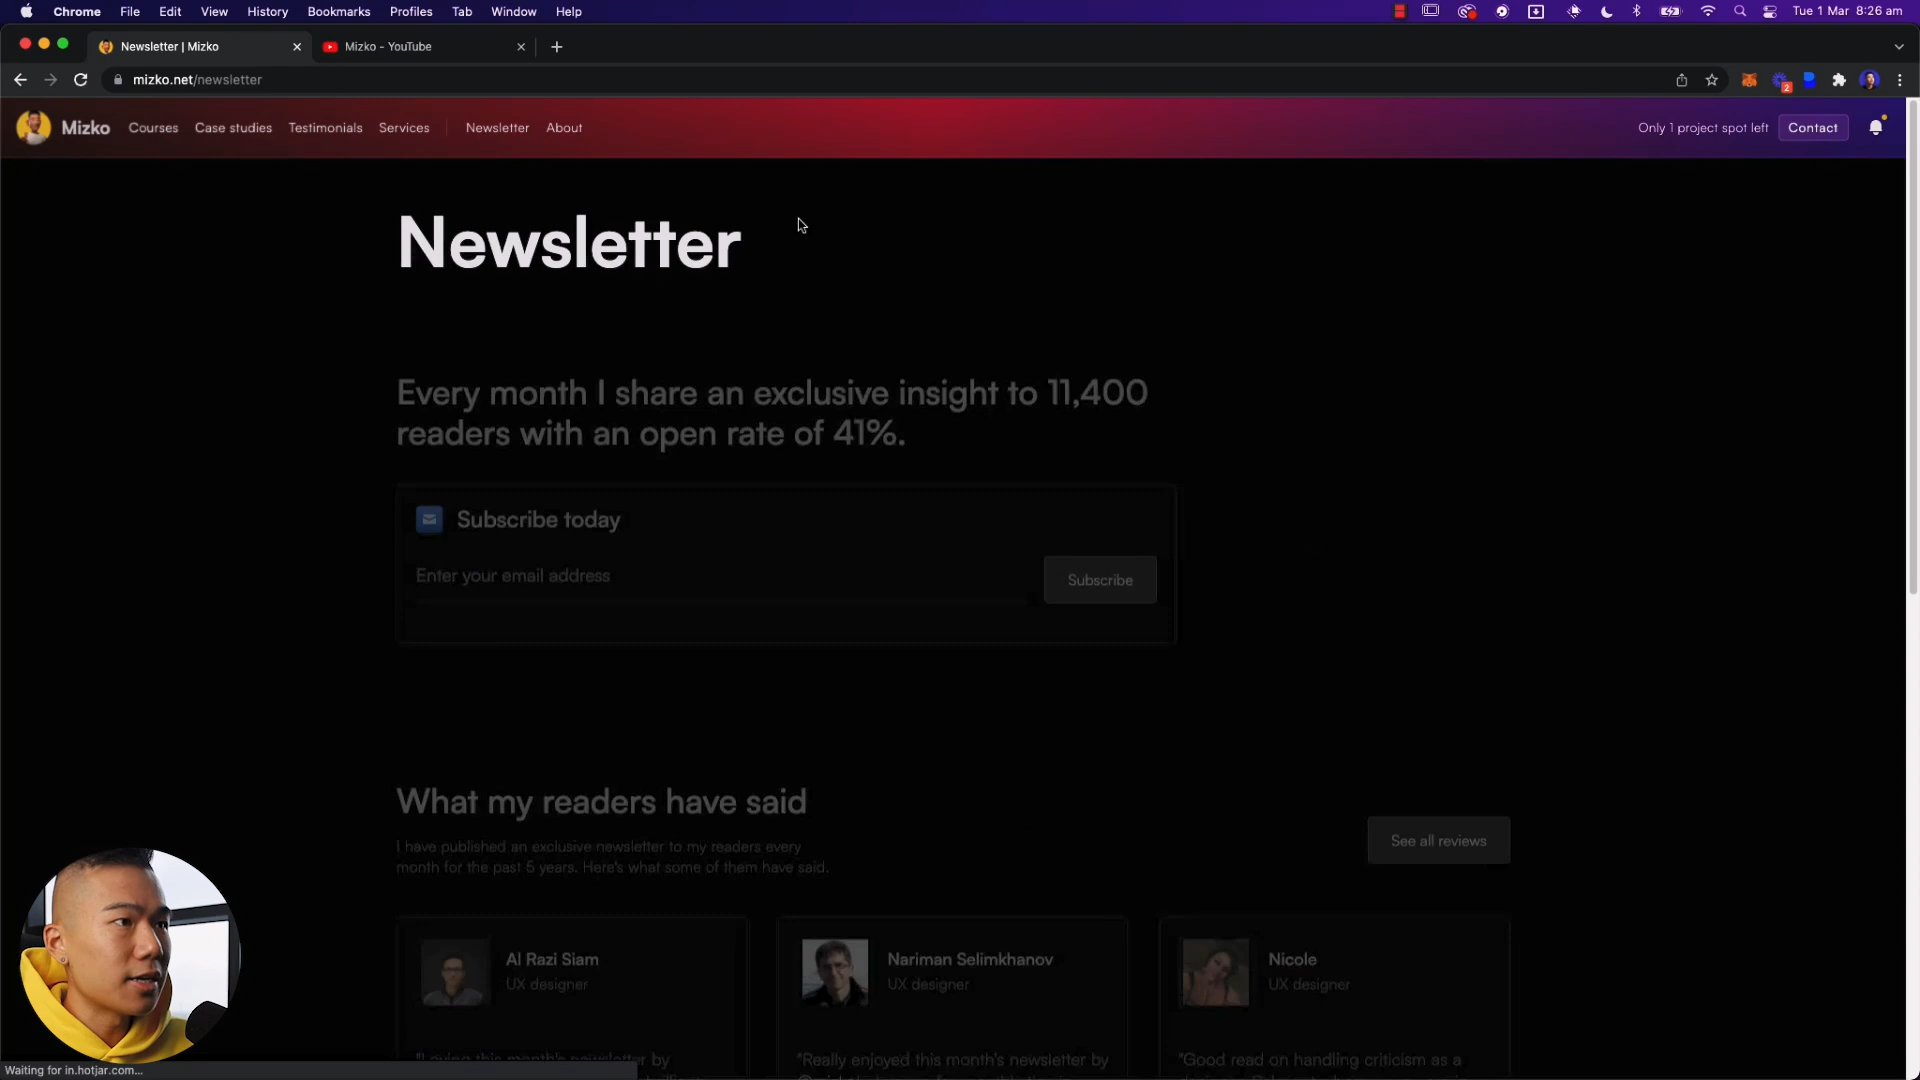 Chrome File Edit View History Bookmarks Profiles Tab Window Help
Tue 1 Mar 8:26 am
Newsletter | Mizko
Mizko - YouTube
mizko.net/newsletter
2
Mizko Courses Case studies Testimonials Services Newsletter About
Only 1 project spot left Contact
Newsletter
Every month I share an exclusive insight to 11,400
readers with an open rate of 41%.
Subscribe today
Enter your email address
Subscribe
What my readers have said
I have published an exclusive newsletter to my readers every
month for the past 5 years. Here's what some of them have said.
See all reviews
Al Razi Siam
UX designer
Nariman Selimkhanov
UX designer
Nicole
UX designer
"Loving this month's newsletter by
"Really enjoyed this month's newsletter by
"Good read on handling criticism as a
Waiting for in.hotjar.com...